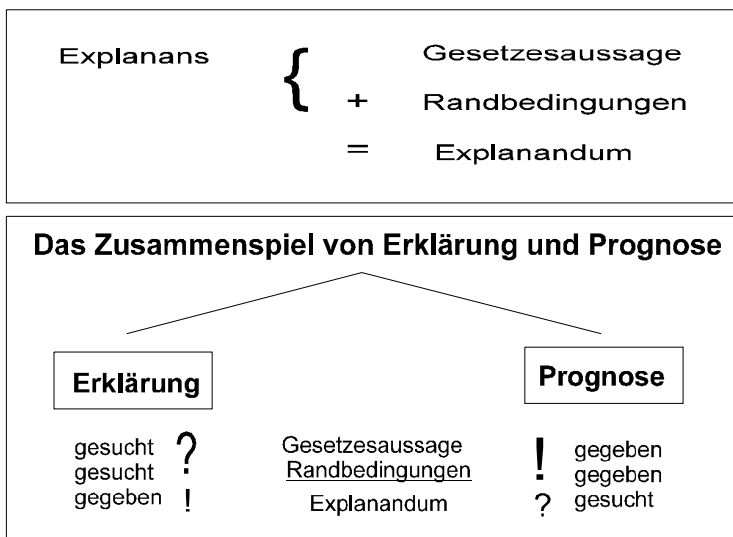 Explanans { Gesetzesaussage
+ Randbedingungen
= Explanandum
Das Zusammenspiel von Erklärung und Prognose
Erklärung
Prognose
gesucht ? Gesetzesaussage ! gegeben
gesucht Randbedingungen gegeben
gegeben ! Explanandum ? gesucht